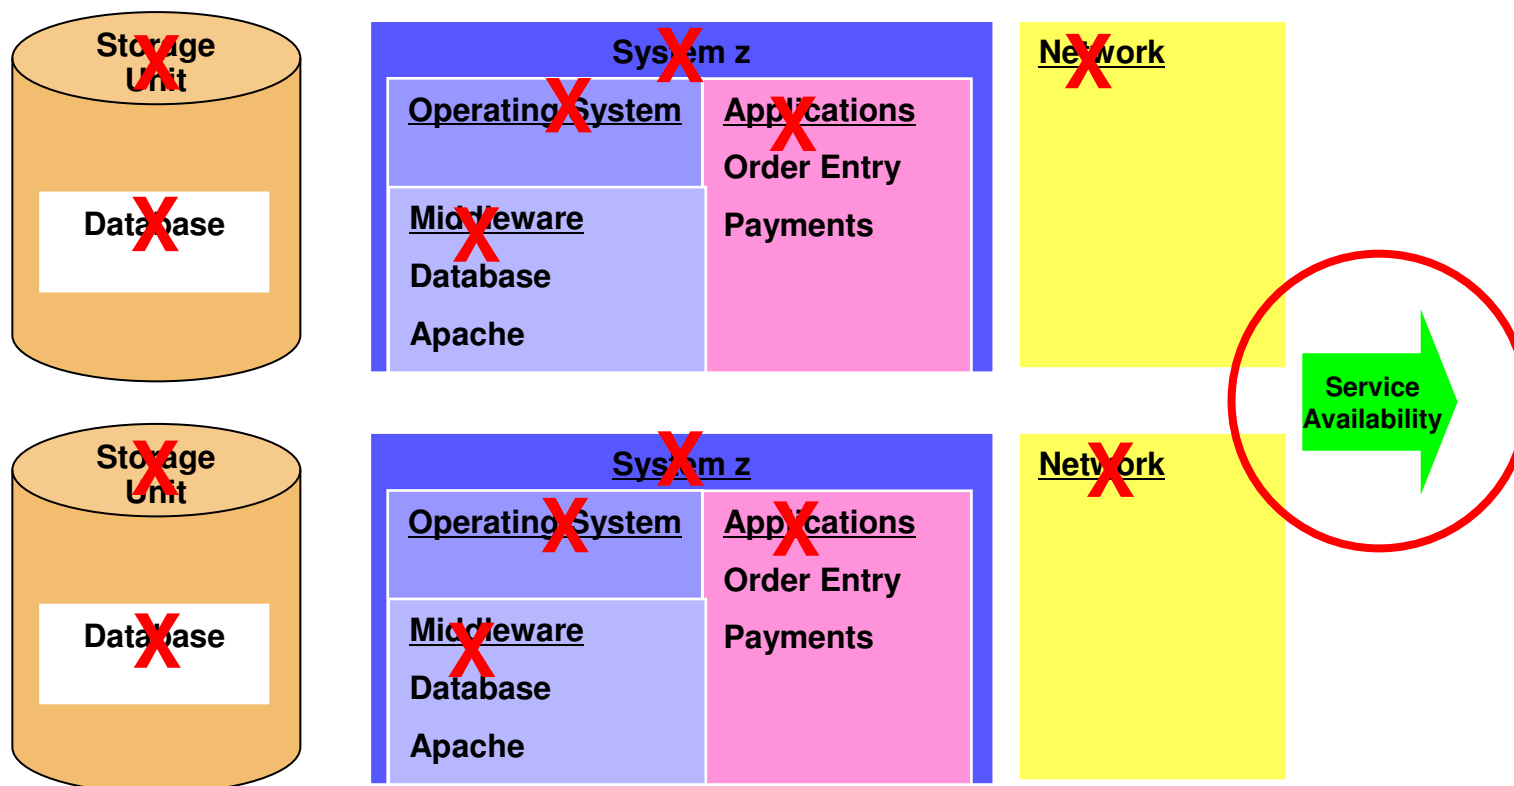 Storage
Unit
Database
System z
Operating System
Middleware
Database
Apache
Applications
Order Entry
Payments
Network
Service
Availability
Storage
Unit
Database
System z
Operating System
Middleware
Database
Apache
Applications
Order Entry
Payments
Network
X
X
X
X
X
X
X
X
X
X
X
X
X
X